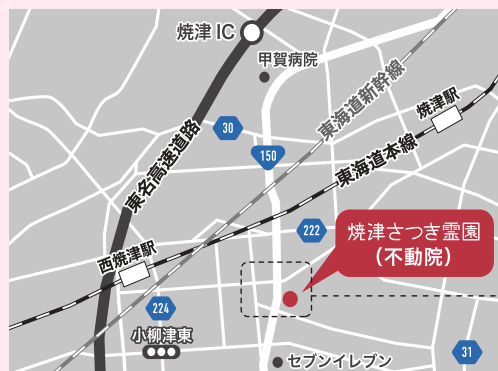 焼津IC
甲賀病院
東海道新幹線
焼津駅
30
東名高速道路
150
東海道本線
222
焼津さつき霊園
(不動院)
西焼津駅
224
小柳津東
セブンイレブン
31